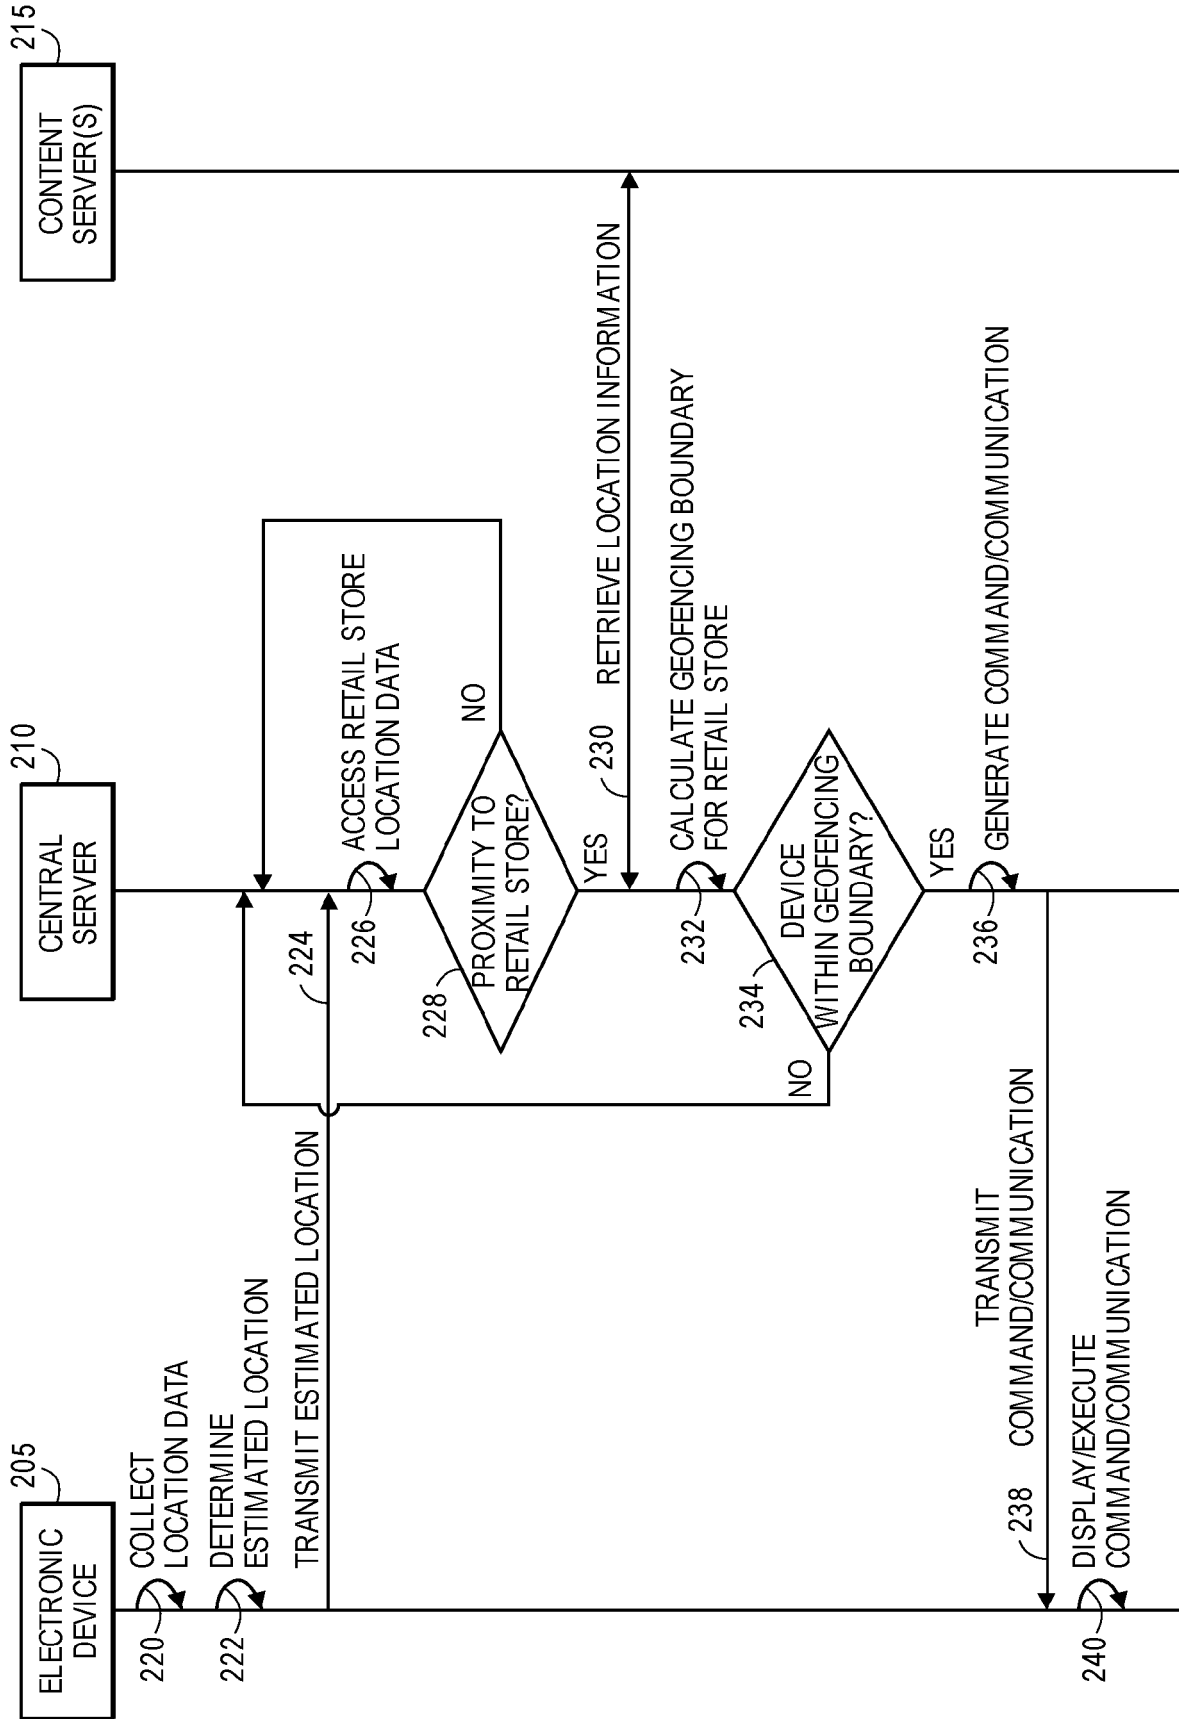 ELECTRONIC
DEVICE
205
CENTRAL
SERVER
210
CONTENT
SERVER(S)
215
COLLECT
LOCATION DATA
220
DETERMINE
ESTIMATED LOCATION
222
TRANSMIT ESTIMATED LOCATION
224
ACCESS RETAIL STORE
LOCATION DATA
226
PROXIMITY TO
RETAIL STORE?
228
NO
YES
230
RETRIEVE LOCATION INFORMATION
CALCULATE GEOFENCING BOUNDARY
FOR RETAIL STORE
232
DEVICE
WITHIN GEOFENCING
BOUNDARY?
234
NO
YES
GENERATE COMMAND/COMMUNICATION
236
TRANSMIT
COMMAND/COMMUNICATION
238
DISPLAY/EXECUTE
COMMAND/COMMUNICATION
240